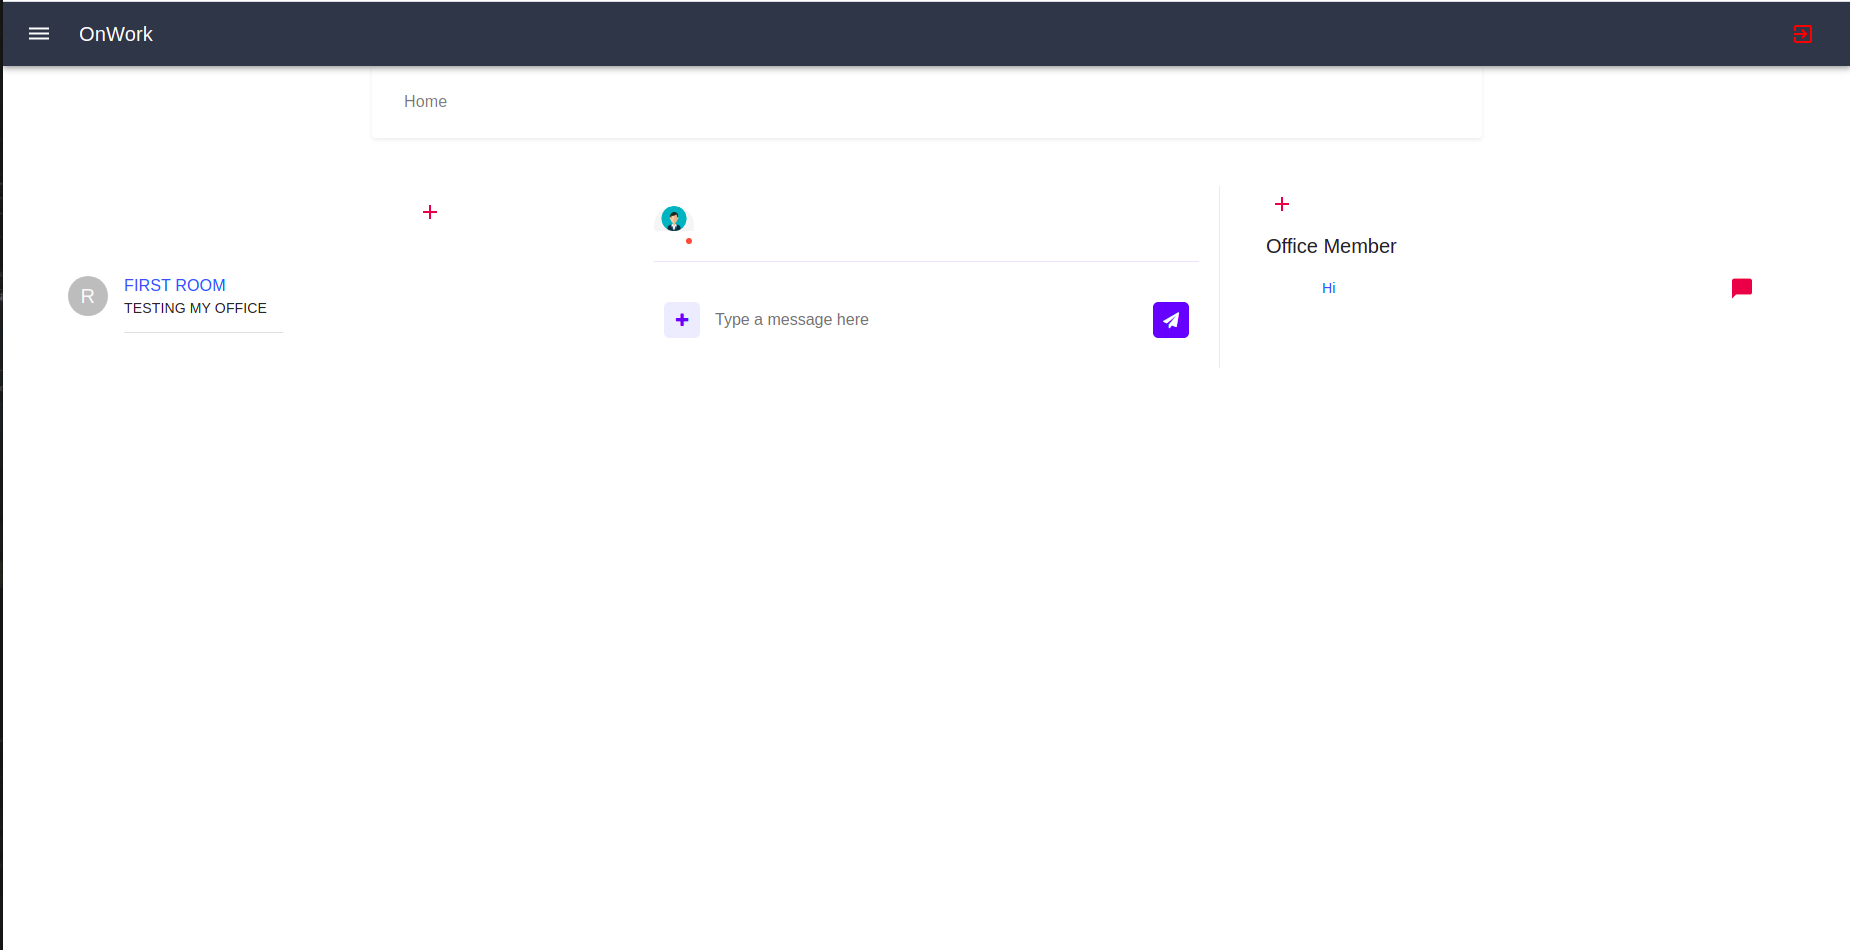 OnWork
Home
R
FIRST ROOM
TESTING MY OFFICE
Type a message here
Office Member
Hi